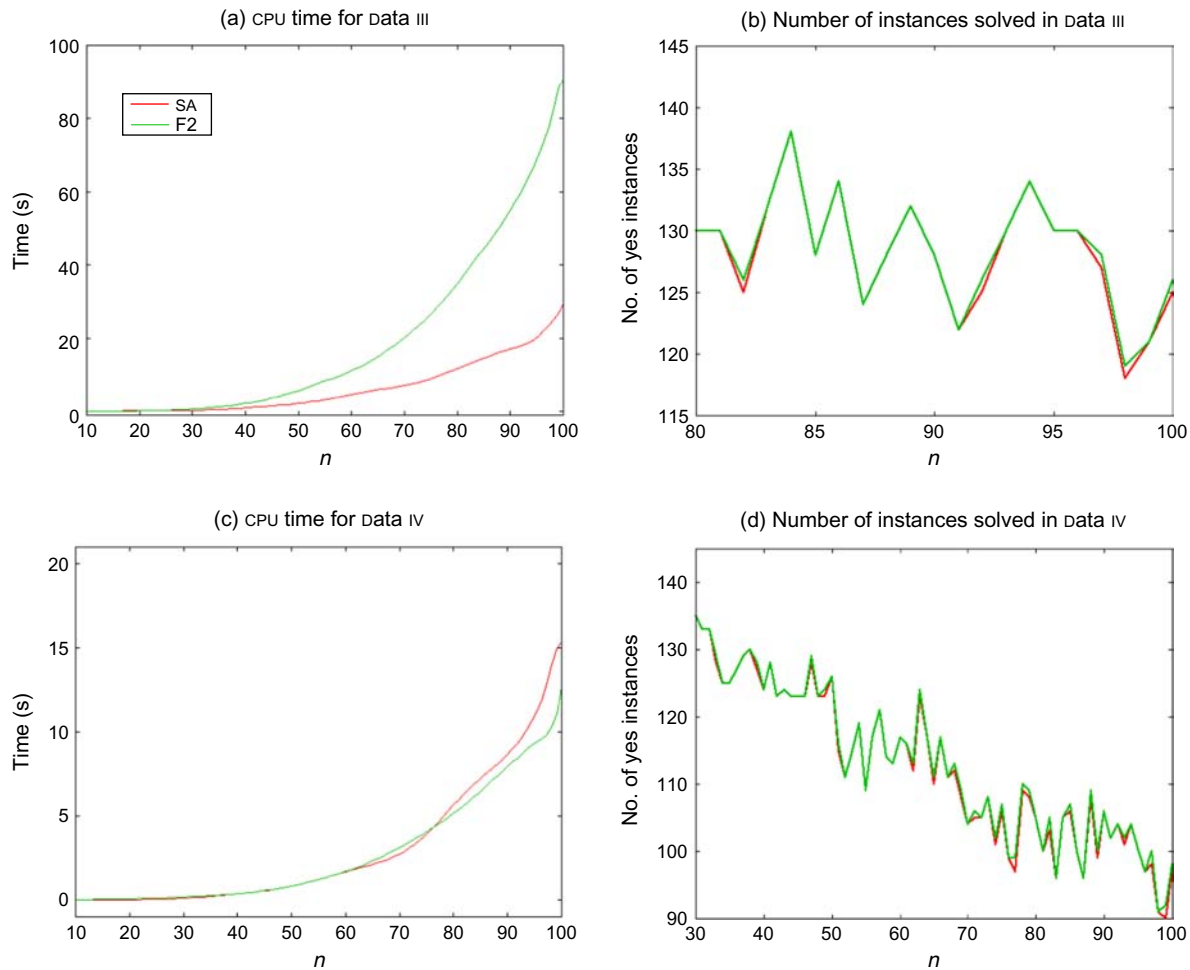 (a) CPU time for Data III
100
80
60
40
20
0
Time (s)
SA
F2
10 20 30 40 50 60 70 80 90 100
n
(b) Number of instances solved in Data III
145
140
135
130
125
120
115
No. of yes instances
80 85 90 95 100
n
(c) CPU time for Data IV
20
15
10
5
0
Time (s)
10 20 30 40 50 60 70 80 90 100
n
(d) Number of instances solved in Data IV
140
130
120
110
100
90
No. of yes instances
30 40 50 60 70 80 90 100
n